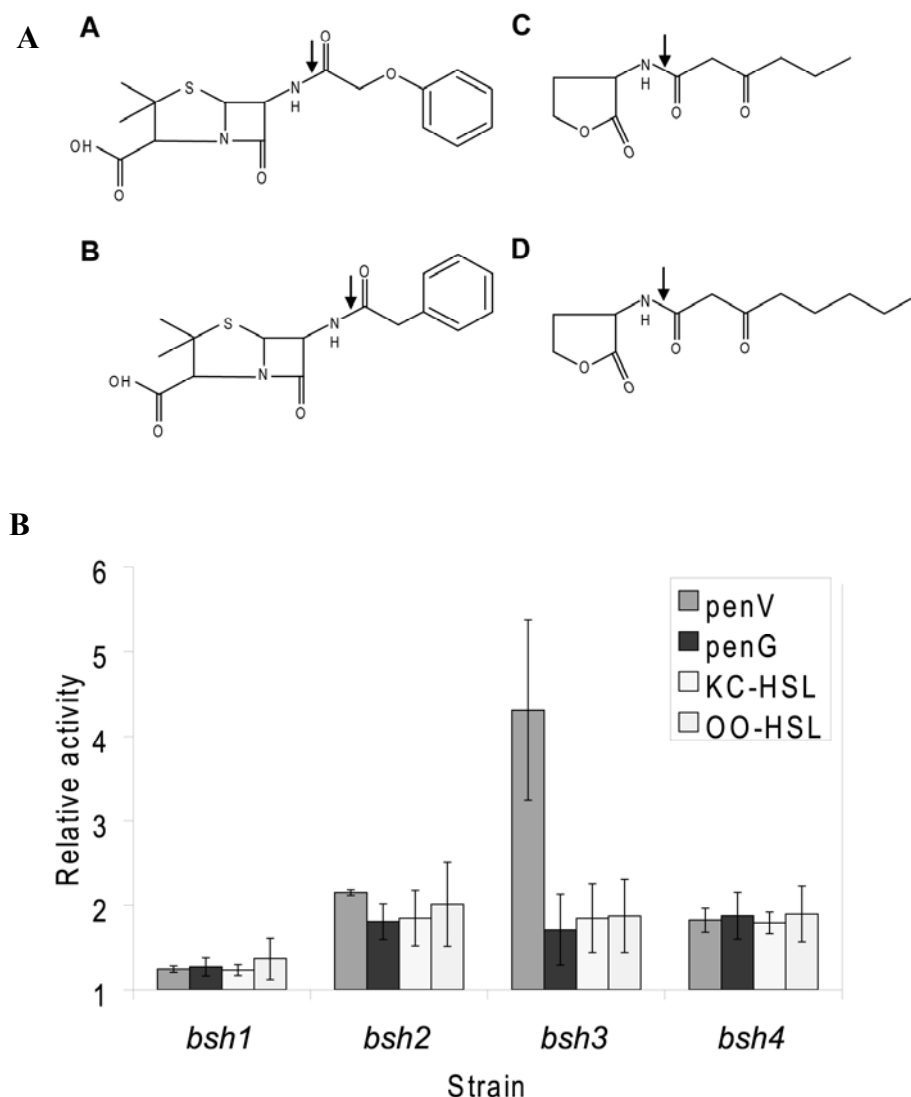 A
A
S
N
OH
O
O
N
H
O
O
C
N
H
O
O
O
O
B
S
N
OH
O
O
N
H
O
D
N
H
O
O
O
O
B
Relative activity
6
5
4
3
2
1
penV
penG
KC-HSL
OO-HSL
bsh1 bsh2 bsh3 bsh4
Strain